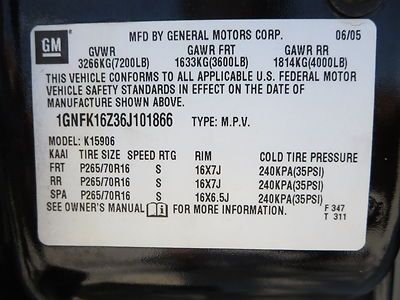 GM MFD BY GENERAL MOTORS CORP. 06/05
GVWR GAWR FRT GAWR RR
3266KG(7200LB) 1633KG(3600LB) 1814KG(4000LB)
THIS VEHICLE CONFORMS TO ALL APPLICABLE U.S. FEDERAL MOTOR
VEHICLE SAFETY STANDARDS IN EFFECT ON THE DATE OF
MANUFACTURE SHOWN ABOVE.
1GNFK16Z36J101866 TYPE: M.P.V.
MODEL: K15906
KAAI TIRE SIZE SPEED RTG RIM COLD TIRE PRESSURE
FRT P265/70R16 S 16X7J 240KPA(35PSI)
RR P265/70R16 S 16X7J 240KPA(35PSI)
SPA P265/70R16 S 16X6.5J 240KPA(35PSI)
SEE OWNER'S MANUAL FOR MORE INFORMATION. F 347
T 311